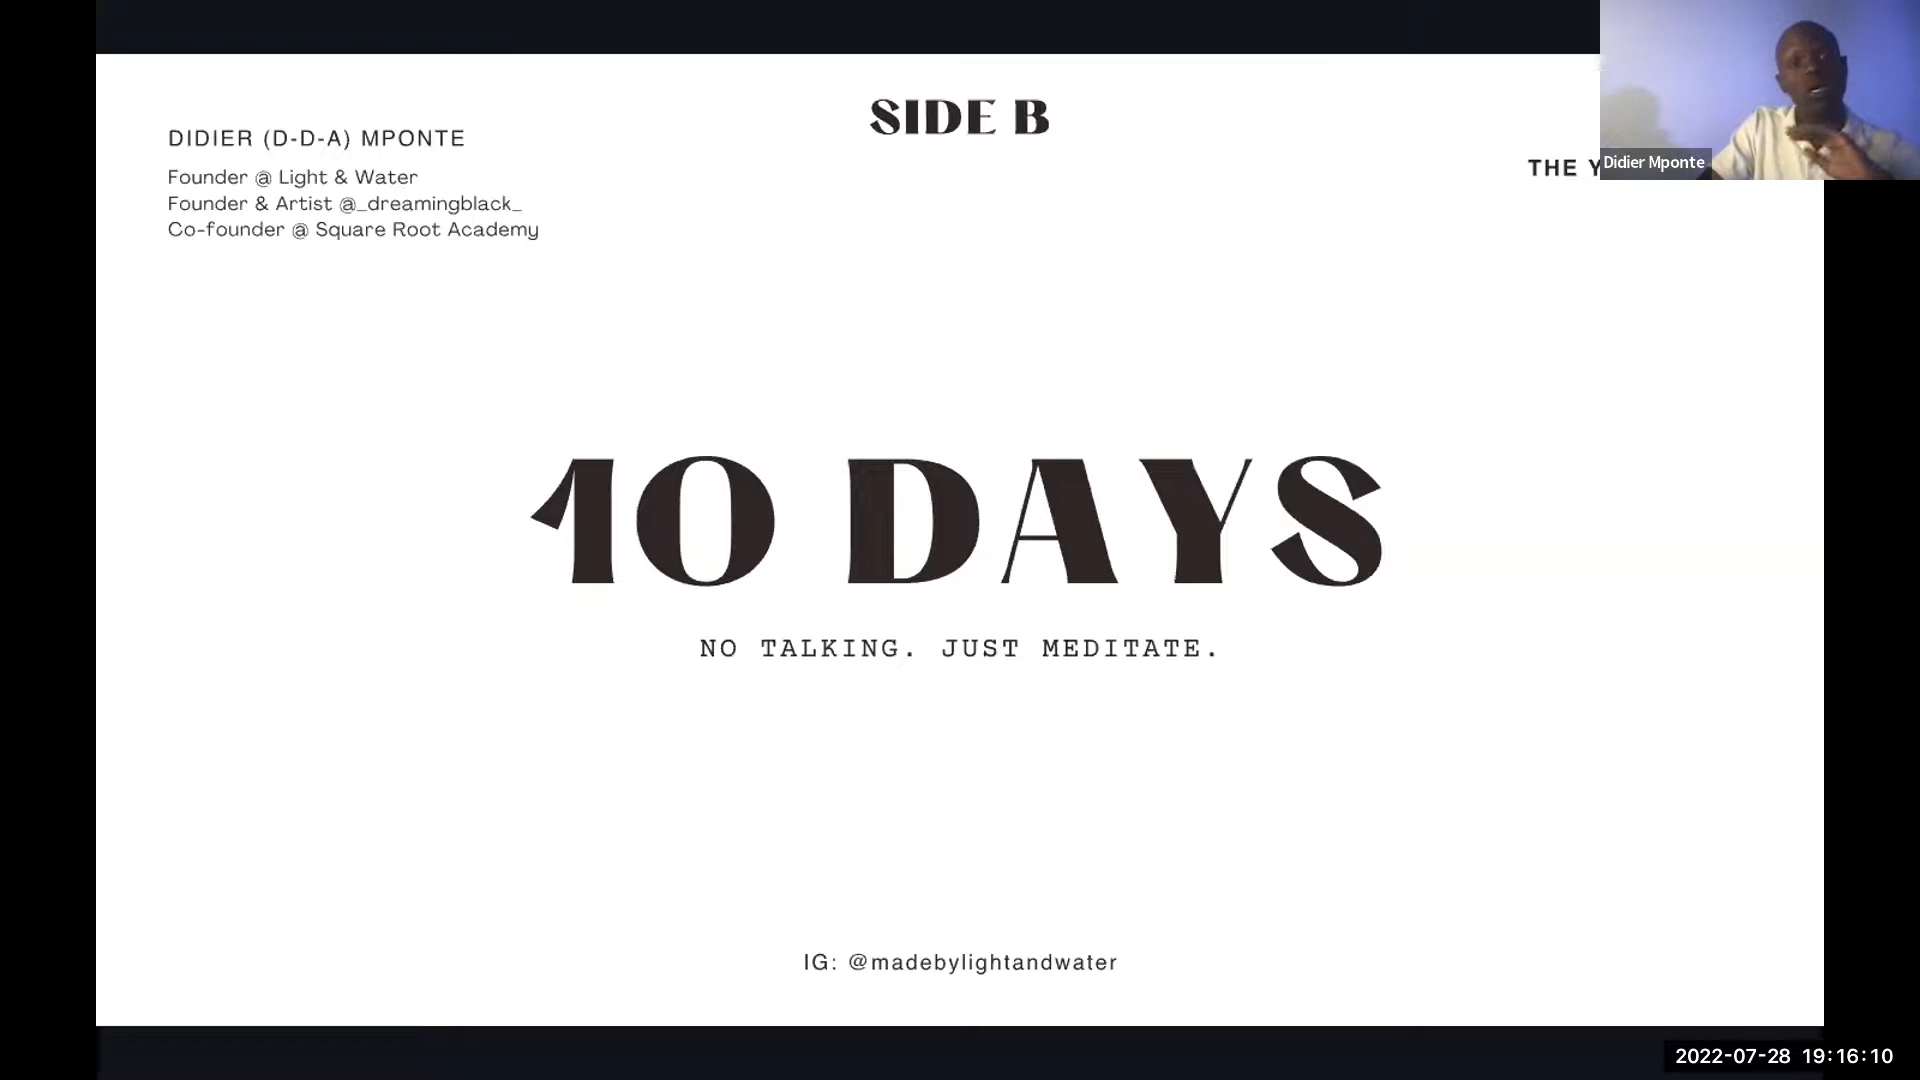 SIDE B
DIDIER (D-D-A) MPONTE
Founder @ Light & Water
Founder & Artist @_dreamingblack_
Co-founder @ Square Root Academy
THE
Didier Mponte
10 DAYS
NO TALKING. JUST MEDITATE.
IG: @madebylightandwater
2022-07-28 19:16:10